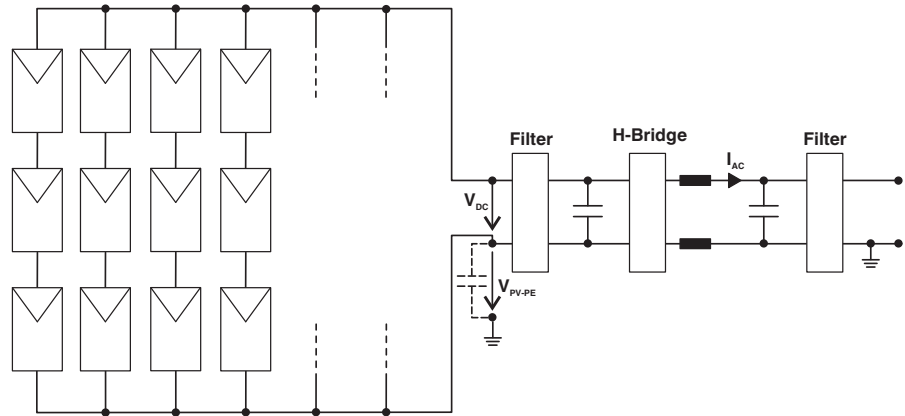 Filter
H-Bridge
Filter
I_AC
V_DC
V_PV-PE